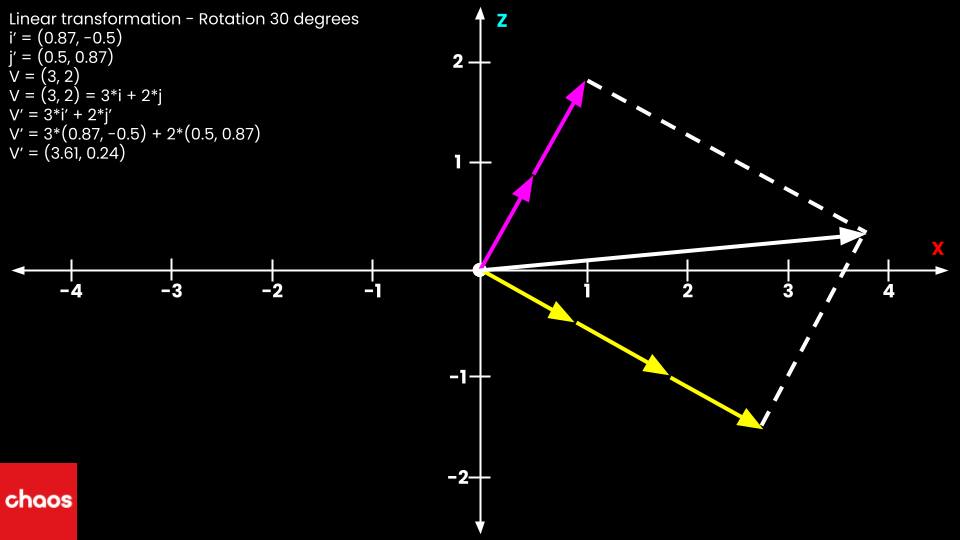 Linear transformation - Rotation 30 degrees
i’ = (0.87, -0.5)
j’ = (0.5, 0.87)
V = (3, 2)
V = (3, 2) = 3*i + 2*j
V’ = 3*i’ + 2*j’
V’ = 3*(0.87, -0.5) + 2*(0.5, 0.87)
V’ = (3.61, 0.24)
Z
2
1
X
-4 -3 -2 -1 1 2 3 4
-1
-2
chaos